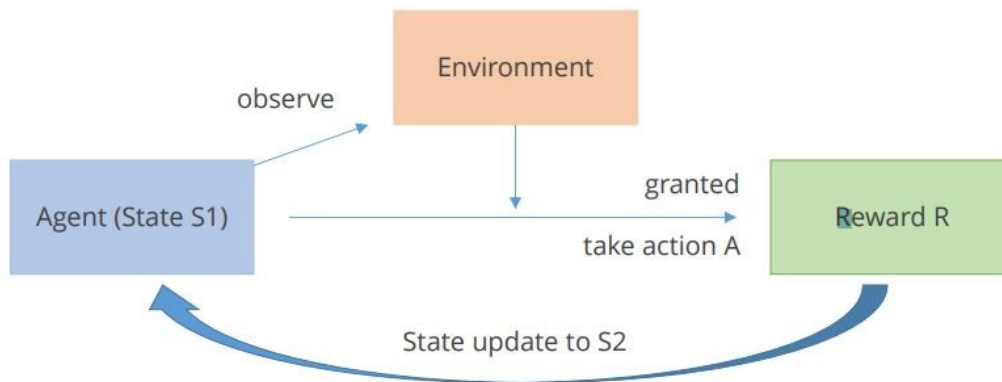 Environment
observe
Agent (State S1)
granted
take action A
Reward R
State update to S2